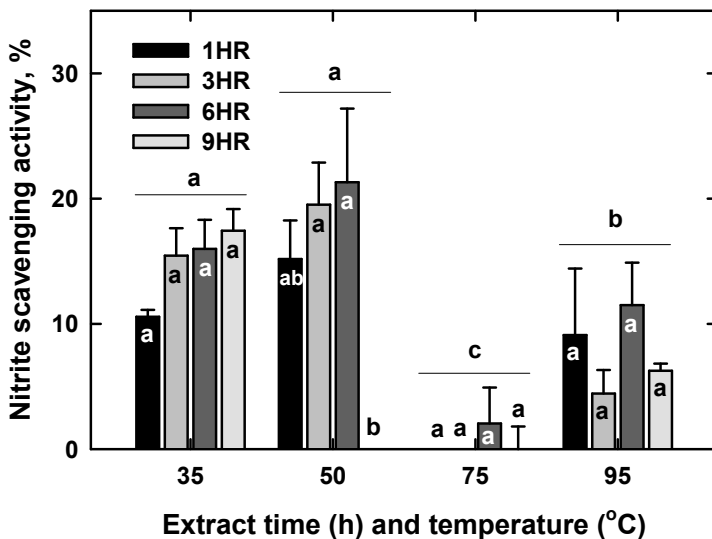 Nitrite scavenging activity, %
30
20
10
0
1HR
3HR
6HR
9HR
a
a
b
c
a
a
a
a
ab
a
a
b
a
a
a
a
a
a
a
a
35
50
75
95
Extract time (h) and temperature (°C)